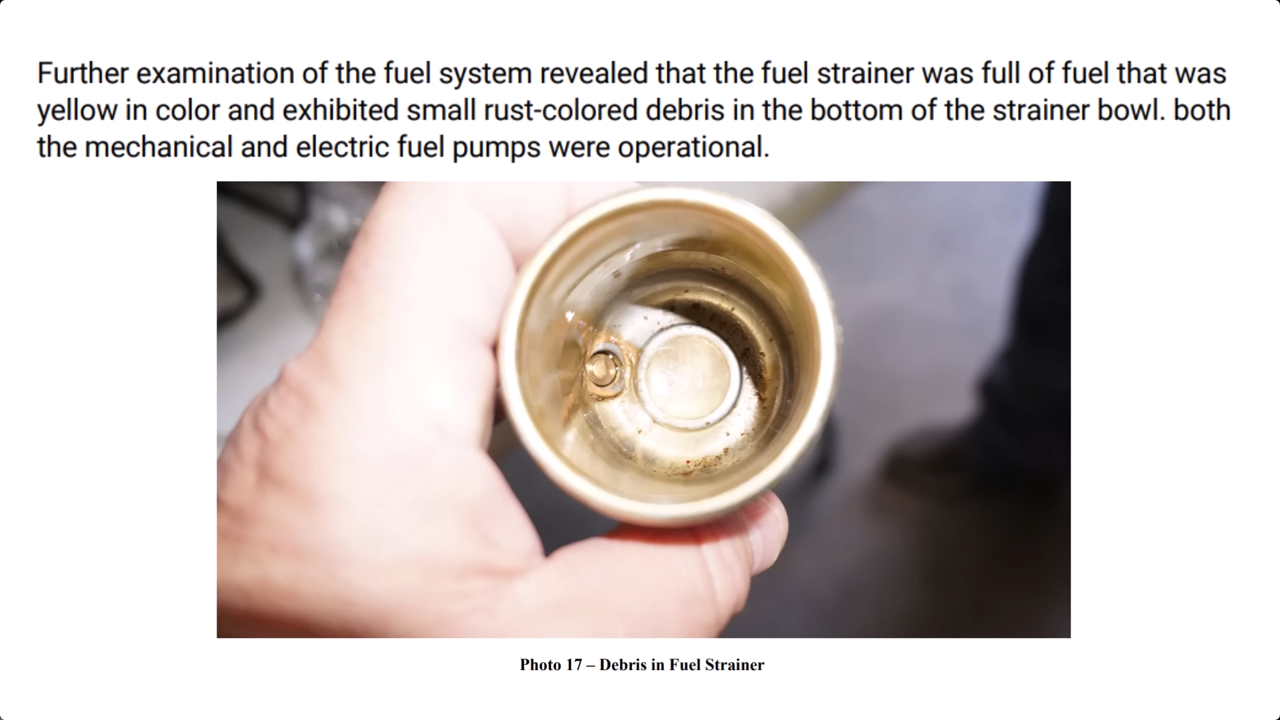 Further examination of the fuel system revealed that the fuel strainer was full of fuel that was
yellow in color and exhibited small rust-colored debris in the bottom of the strainer bowl. both
the mechanical and electric fuel pumps were operational.
Photo 17 – Debris in Fuel Strainer